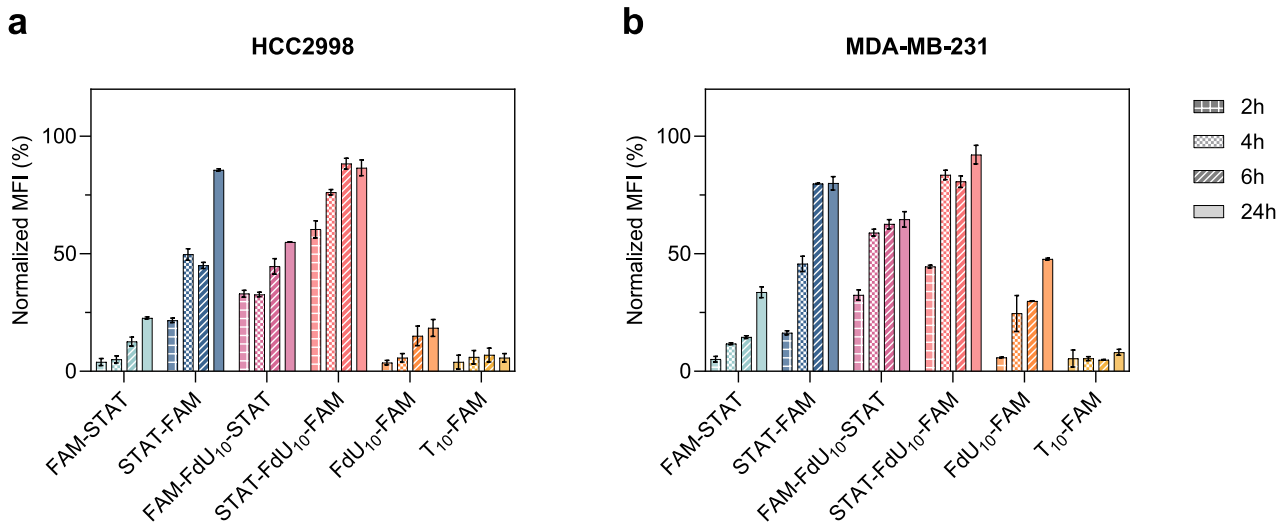 a
HCC2998
Normalized MFI (%)
100
50
0
FAM-STAT
STAT-FAM
FAM-FdU₁₀-STAT
STAT-FdU₁₀-FAM
FdU₁₀-FAM
T₁₀-FAM
b
MDA-MB-231
Normalized MFI (%)
100
50
0
FAM-STAT
STAT-FAM
FAM-FdU₁₀-STAT
STAT-FdU₁₀-FAM
FdU₁₀-FAM
T₁₀-FAM
2h
4h
6h
24h